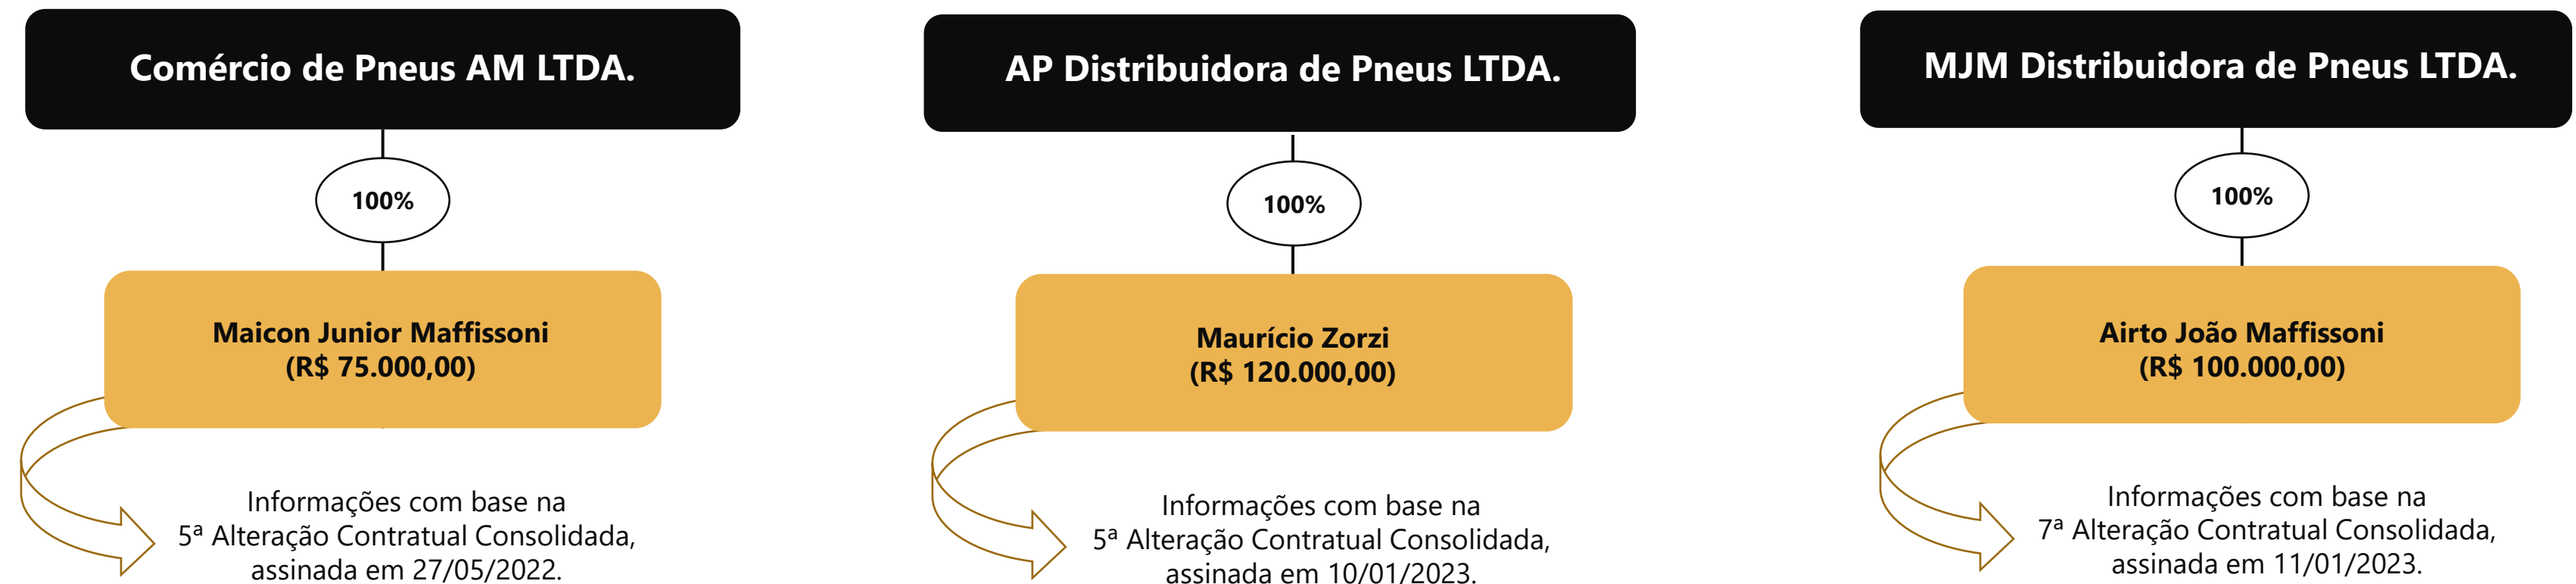 Comércio de Pneus AM LTDA.
100%
Maicon Junior Maffissoni
(R$ 75.000,00)
Informações com base na
5ª Alteração Contratual Consolidada,
assinada em 27/05/2022.
AP Distribuidora de Pneus LTDA.
100%
Maurício Zorzi
(R$ 120.000,00)
Informações com base na
5ª Alteração Contratual Consolidada,
assinada em 10/01/2023.
MJM Distribuidora de Pneus LTDA.
100%
Airto João Maffissoni
(R$ 100.000,00)
Informações com base na
7ª Alteração Contratual Consolidada,
assinada em 11/01/2023.